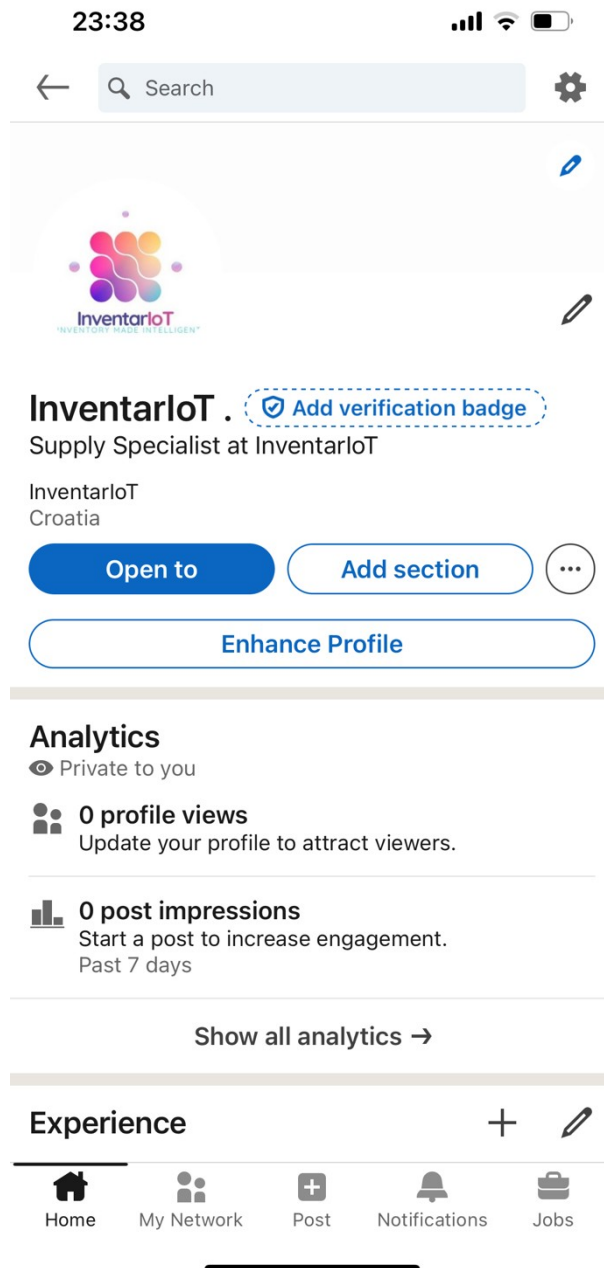 23:38
Search
InventarIoT
"INVENTORY MADE INTELLIGEN"
InventarIoT .
Add verification badge
Supply Specialist at InventarIoT
InventarIoT
Croatia
Open to
Add section
Enhance Profile
Analytics
Private to you
0 profile views
Update your profile to attract viewers.
0 post impressions
Start a post to increase engagement.
Past 7 days
Show all analytics →
Experience
Home
My Network
Post
Notifications
Jobs